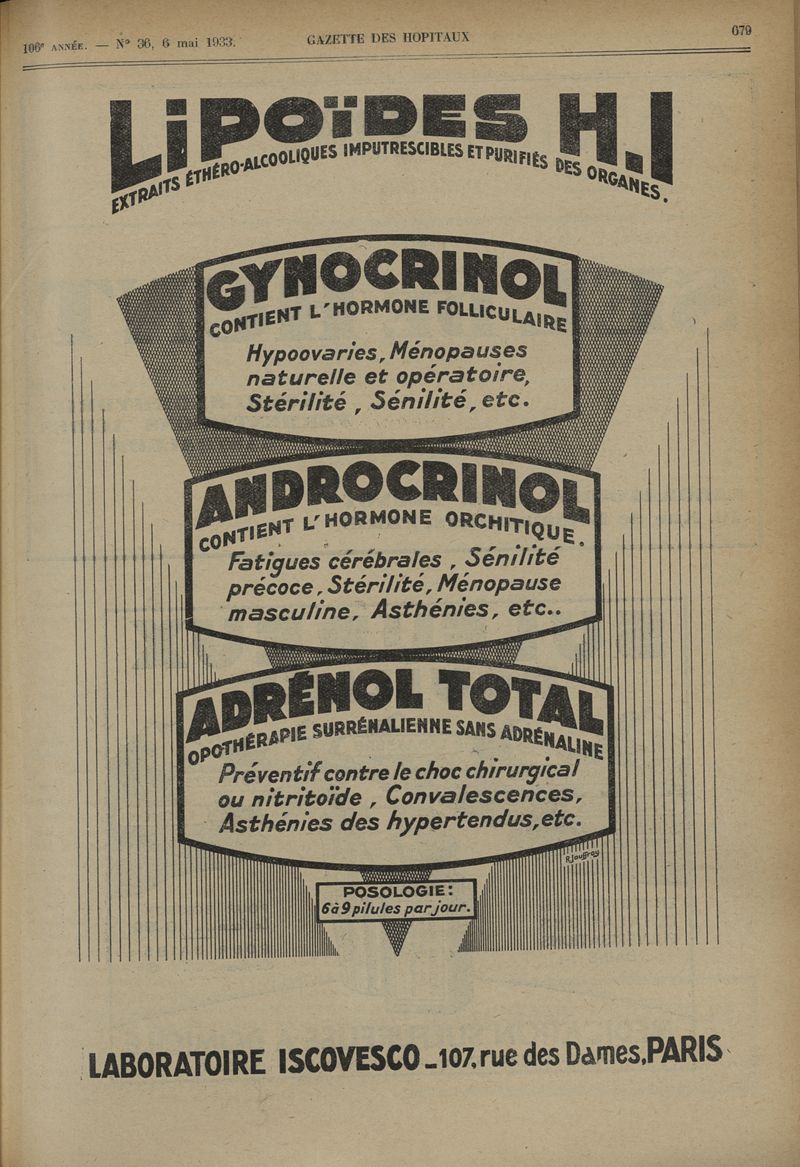 106e ANNÉE. — No 36, 6 mai 1933.
GAZETTE DES HOPITAUX
679
LiPOÏDES H.I
EXTRAITS ÉTHÉRO-ALCOOLIQUES IMPUTRESCIBLES ET PURIFIÉS DES ORGANES.
GYNOCRINOL
CONTIENT L'HORMONE FOLLICULAIRE
Hypoovaries, Ménopauses
naturelle et opératoire,
Stérilité, Sénilité, etc.
ANDROCRINOL
CONTIENT L'HORMONE ORCHITIQUE.
Fatigues cérébrales, Sénilité
précoce, Stérilité, Ménopause
masculine, Asthénies, etc..
ADRÉNOL TOTAL
OPOTHÉRAPIE SURRÉNALIENNE SANS ADRÉNALINE
Préventif contre le choc chirurgical
ou nitritoïde, Convalescences,
Asthénies des hypertendus, etc.
R. Jouffroy
POSOLOGIE:
6 à 9 pilules par jour.
LABORATOIRE ISCOVESCO _ 107, rue des Dames, PARIS